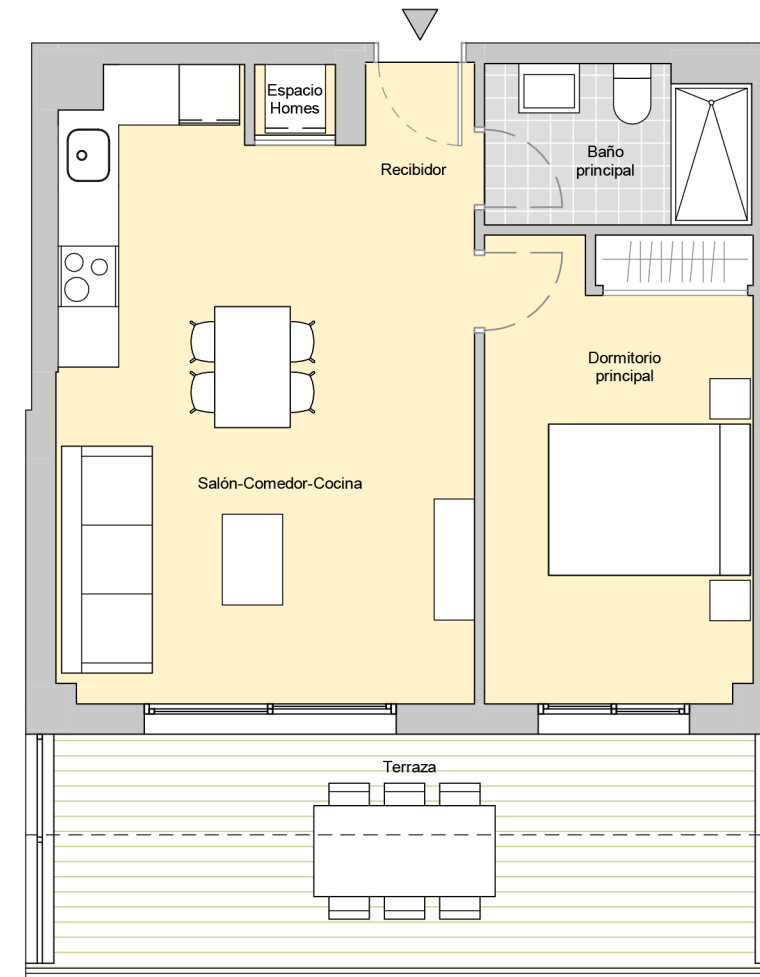 Espacio
Homes
Recibidor
Baño
principal
Dormitorio
principal
Salón-Comedor-Cocina
Terraza